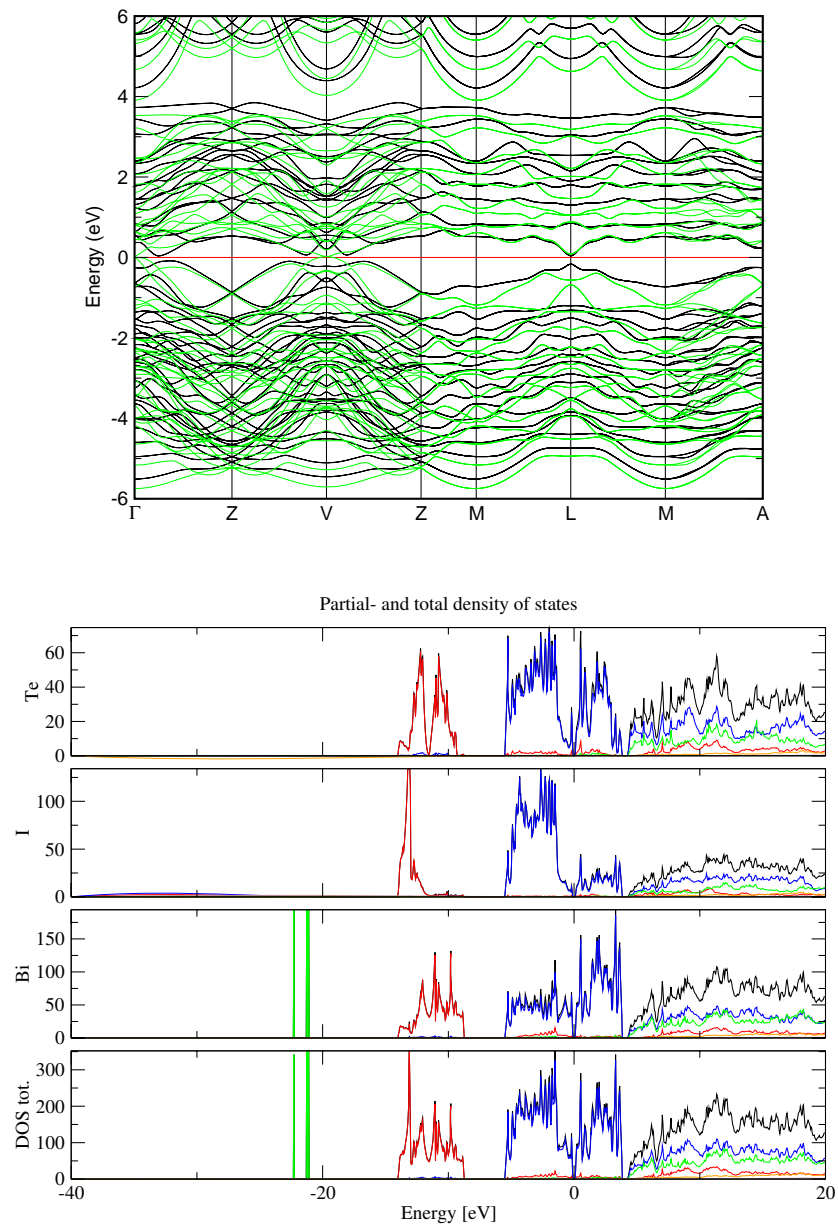 6
4
2
0
-2
-4
-6
Energy (eV)
Γ Z V Z M L M A
Partial- and total density of states
60
40
20
0
Te
100
50
0
I
150
100
50
0
Bi
300
200
100
0
DOS tot.
-40 -20 0 20
Energy [eV]